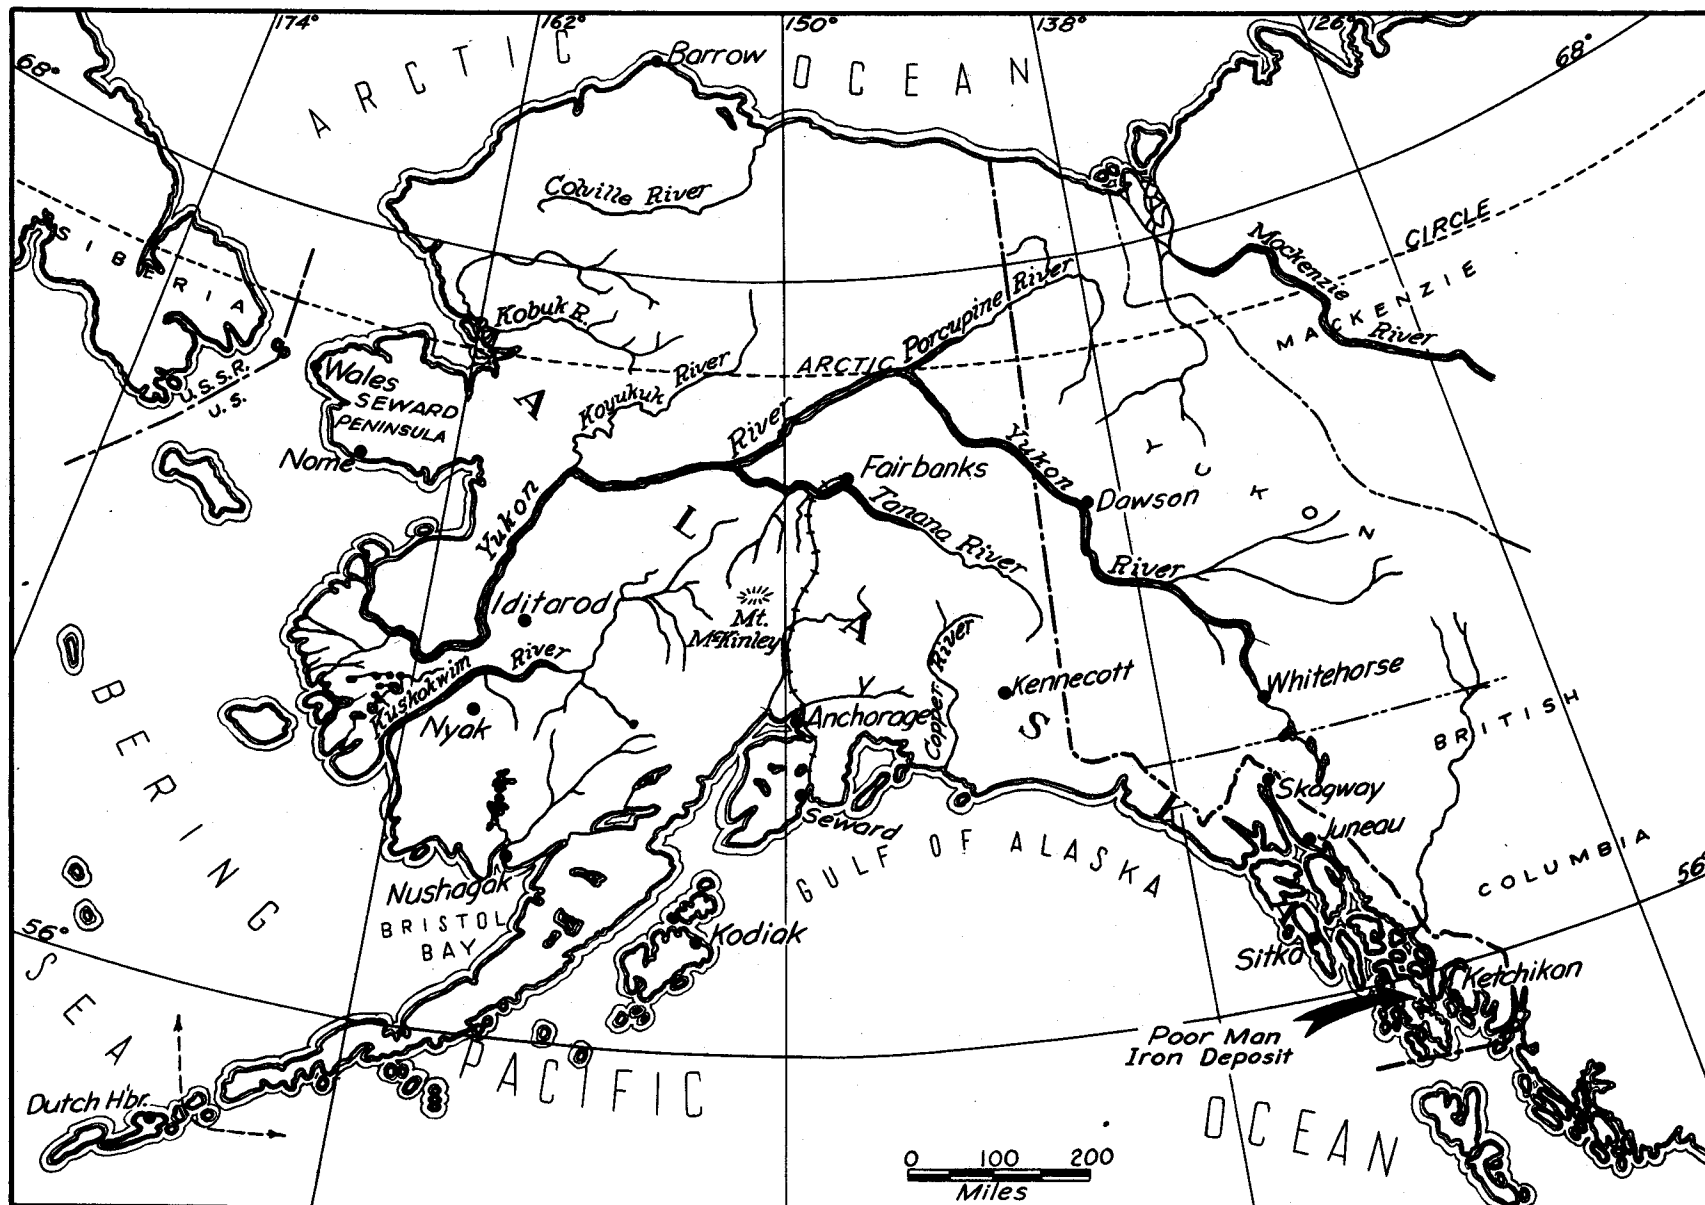 174°
162°
150°
138°
126°
68°
68°
ARCTIC OCEAN
Barrow
Colville River
SIBERIA
Kobuk R.
Koyukuk River
ARCTIC CIRCLE
Porcupine River
Mackenzie River
MACKENZIE
U.S.S.R.
U.S.
Wales
SEWARD
PENINSULA
Nome
ALASKA
Yukon River
Fairbanks
Tanana River
Yukon River
Dawson
YUKON
Iditarod
Mt.
McKinley
Kuskokwim River
Nyak
Copper River
Kennecott
Whitehorse
Anchorage
Seward
Skagway
Juneau
BRITISH
COLUMBIA
BERING
SEA
Nushagak
BRISTOL
BAY
GULF OF ALASKA
Kodiak
Sitka
Ketchikan
56°
56°
Poor Man
Iron Deposit
Dutch H'br.
PACIFIC OCEAN
0 100 200
Miles